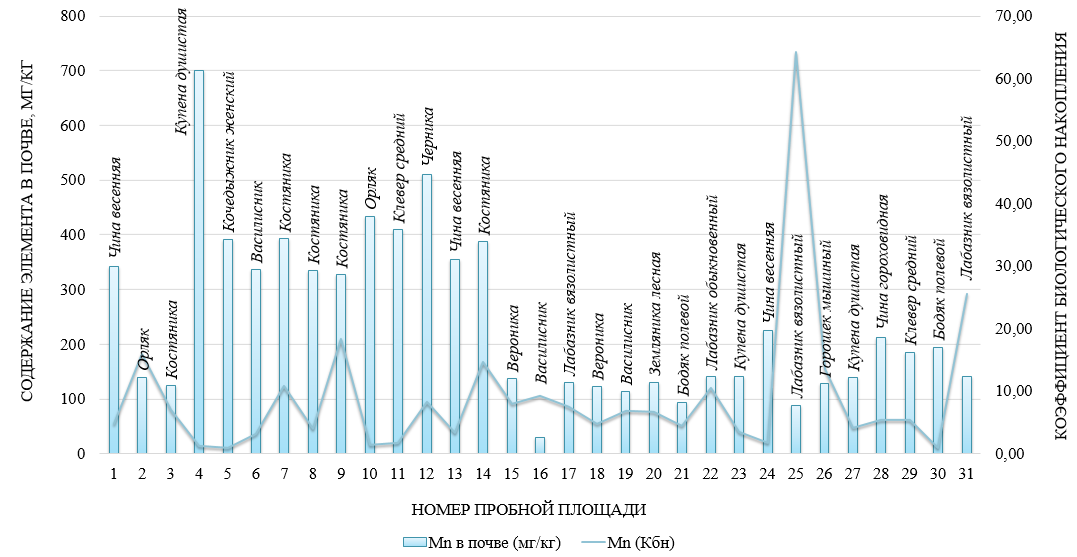 800
700
600
500
400
300
200
100
0
СОДЕРЖАНИЕ ЭЛЕМЕНТА В ПОЧВЕ, МГ/КГ
Чина весенняя
Орляк
Костяника
Купена душистая
Кочедыжник женский
Василисник
Костяника
Костяника
Костяника
Орляк
Клевер средний
Черника
Чина весенняя
Костяника
Вероника
Василисник
Лабазник вязолистный
Вероника
Василисник
Земляника лесная
Бодяк полевой
Лабазник обыкновенный
Купена душистая
Чина весенняя
Лабазник вязолистный
Горошек мышиный
Купена душистая
Чина гороховидная
Клевер средний
Бодяк полевой
Лабазник вязолистный
70,00
60,00
50,00
40,00
30,00
20,00
10,00
0,00
КОЭФФИЦИЕНТ БИОЛОГИЧЕСКОГО НАКОПЛЕНИЯ
1 2 3 4 5 6 7 8 9 10 11 12 13 14 15 16 17 18 19 20 21 22 23 24 25 26 27 28 29 30 31
НОМЕР ПРОБНОЙ ПЛОЩАДИ
Mn в почве (мг/кг) Mn (Кбн)